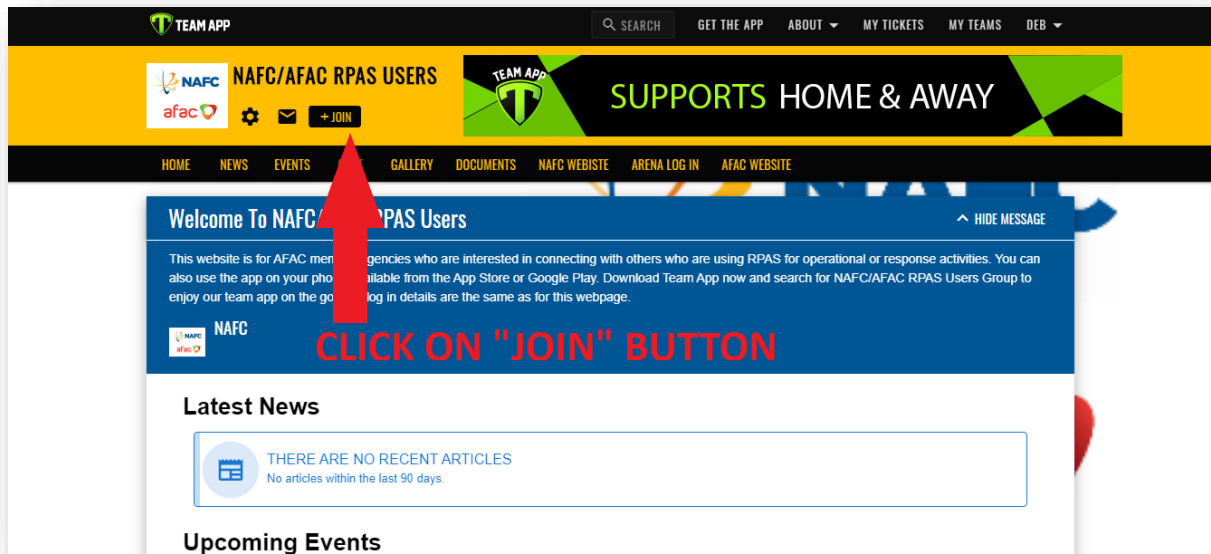 TEAM APP
SEARCH
GET THE APP
ABOUT
MY TICKETS
MY TEAMS
DEB
NAFC
afac
NAFC/AFAC RPAS USERS
+ JOIN
TEAM APP
SUPPORTS HOME & AWAY
HOME
NEWS
EVENTS
GALLERY
DOCUMENTS
NAFC WEBISTE
ARENA LOG IN
AFAC WEBSITE
NAFC
Welcome To NAFC/ RPAS Users
HIDE MESSAGE
This website is for AFAC mem gencies who are interested in connecting with others who are using RPAS for operational or response activities. You can
also use the app on your pho ailable from the App Store or Google Play. Download Team App now and search for NAFC/AFAC RPAS Users Group to
enjoy our team app on the go log in details are the same as for this webpage.
NAFC
afac
NAFC
CLICK ON "JOIN" BUTTON
Latest News
THERE ARE NO RECENT ARTICLES
No articles within the last 90 days.
Upcoming Events